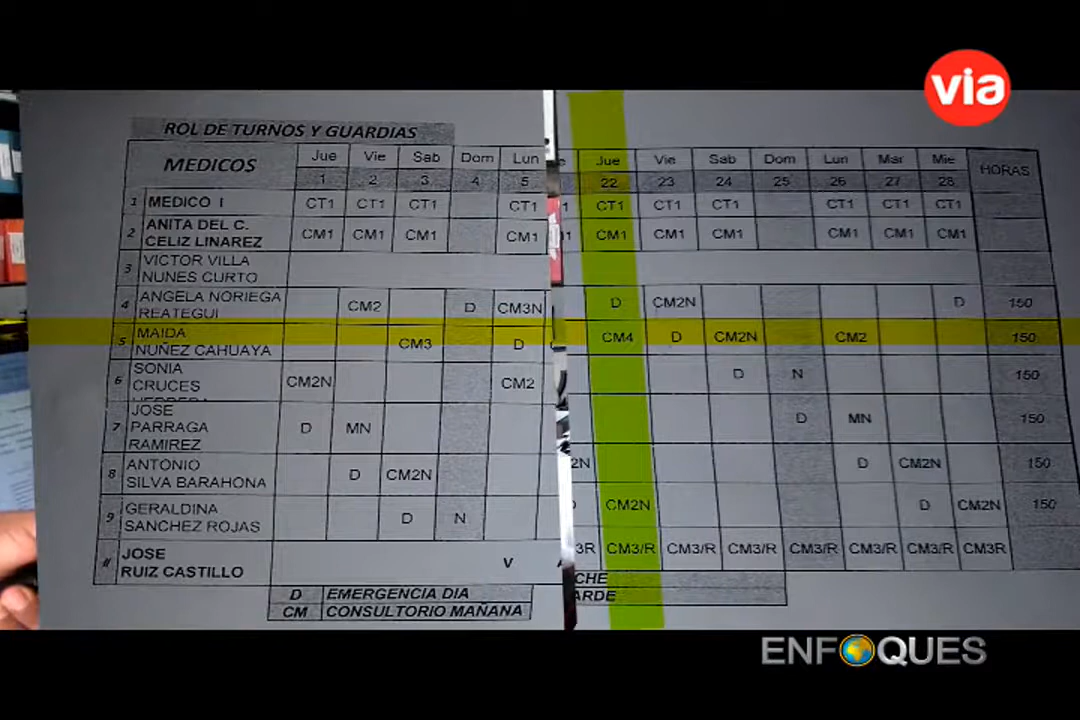 via
ROL DE TURNOS Y GUARDIAS
MEDICOS Jue Vie Sab Dom Lun Jue Vie Sab Dom Lun Mar Mie HORAS
1 2 3 4 5 22 23 24 25 26 27 28
1 MEDICO I CT1 CT1 CT1 CT1 CT1 CT1 CT1 CT1 CT1 CT1
2 ANITA DEL C. CELIZ LINAREZ CM1 CM1 CM1 CM1 CM1 CM1 CM1 CM1 CM1 CM1
3 VICTOR VILLA NUNES CURTO
4 ANGELA NORIEGA REATEGUI CM2 D CM3N D CM2N D 150
5 MAIDA NUÑEZ CAHUAYA CM3 D CM4 D CM2N CM2 150
6 SONIA CRUCES CM2N CM2 D N 150
7 JOSE PARRAGA RAMIREZ D MN D MN 150
8 ANTONIO SILVA BARAHONA D CM2N 2N D CM2N 150
9 GERALDINA SANCHEZ ROJAS D N CM2N D CM2N 150
JOSE RUIZ CASTILLO V 3R CM3/R CM3/R CM3/R CM3/R CM3/R CM3/R CM3R
D EMERGENCIA DIA CHE
CM CONSULTORIO MAÑANA ARDE
ENFOQUES